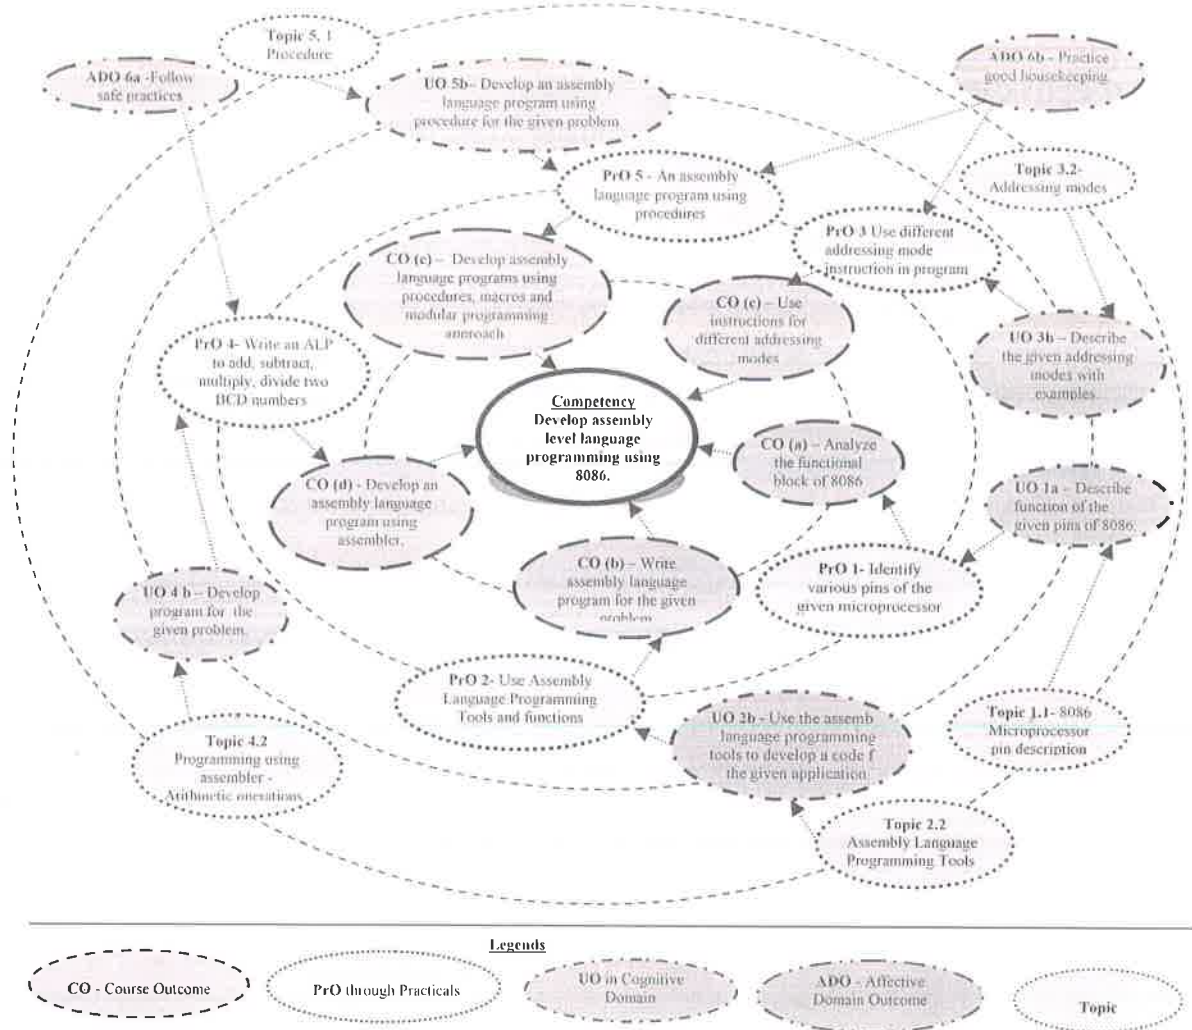 Topic 5. 1
Procedure
ADO 6a -Follow
safe practices
UO 5b– Develop an assembly
language program using
procedure for the given problem
ADO 6b - Practice
good housekeeping.
PrO 5 - An assembly
language program using
procedures
Topic 3.2-
Addressing modes
PrO 3 Use different
addressing mode
instruction in program
CO (e) – Develop assembly
language programs using
procedures, macros and
modular programming
approach
CO (c) – Use
instructions for
different addressing
modes
PrO 4- Write an ALP
to add, subtract,
multiply, divide two
BCD numbers
UO 3b – Describe
the given addressing
modes with
examples.
Competency
Develop assembly
level language
programming using
8086.
CO (a) – Analyze
the functional
block of 8086
CO (d) - Develop an
assembly language
program using
assembler.
UO 1a – Describe
function of the
given pins of 8086.
CO (b) – Write
assembly language
program for the given
problem
PrO 1- Identify
various pins of the
given microprocessor
UO 4 b – Develop
program for the
given problem.
PrO 2- Use Assembly
Language Programming
Tools and functions
UO 2b - Use the assemb
language programming
tools to develop a code f
the given application
Topic 1.1- 8086
Microprocessor
pin description
Topic 4.2
Programming using
assembler -
Arithmetic operations
Topic 2.2
Assembly Language
Programming Tools
Legends
CO - Course Outcome
PrO through Practicals
UO in Cognitive
Domain
ADO - Affective
Domain Outcome
Topic